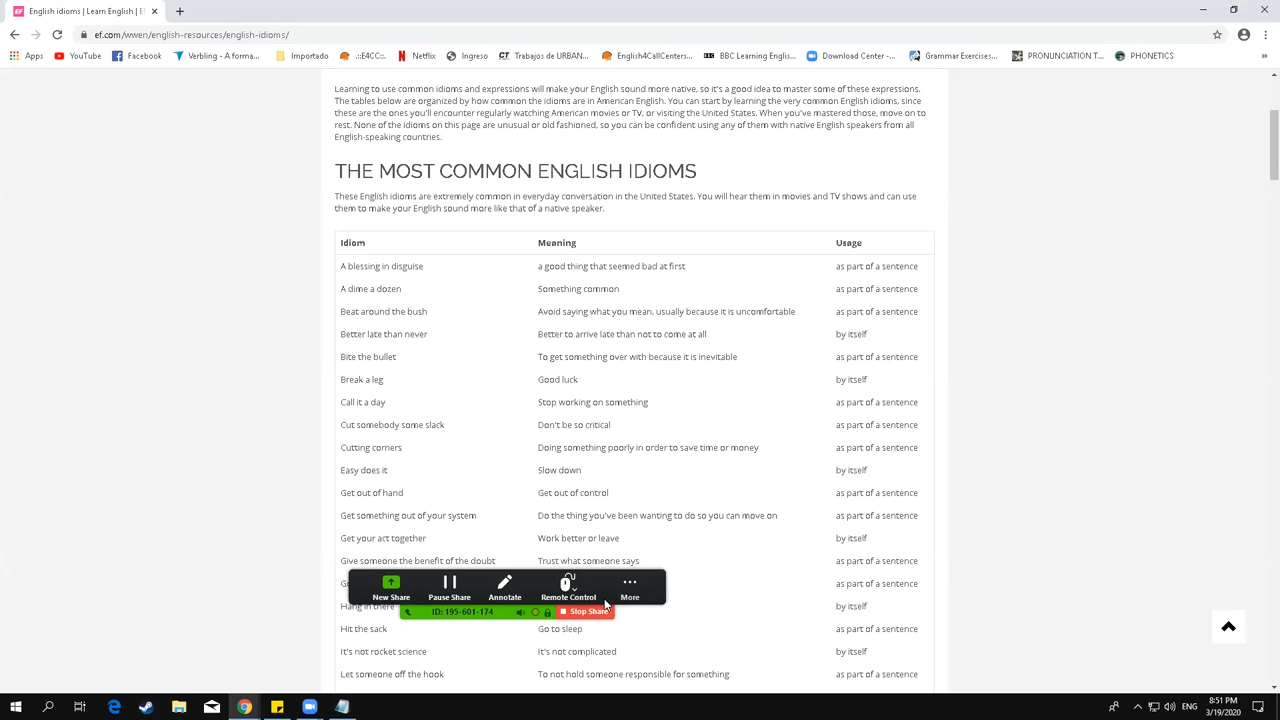 English idioms | Learn English | E
ef.com/wwen/english-resources/english-idioms/
Apps YouTube Facebook Verbling - A forma... Importado .::E4CC::. Netflix Ingreso Trabajos de URBAN... English4CallCenters... BBC Learning Englis... Download Center -... Grammar Exercises... PRONUNCIATION T... PHONETICS
Learning to use common idioms and expressions will make your English sound more native, so it's a good idea to master some of these expressions.
The tables below are organized by how common the idioms are in American English. You can start by learning the very common English idioms, since
these are the ones you'll encounter regularly watching American movies or TV, or visiting the United States. When you've mastered those, move on to
rest. None of the idioms on this page are unusual or old fashioned, so you can be confident using any of them with native English speakers from all
English-speaking countries.
THE MOST COMMON ENGLISH IDIOMS
These English idioms are extremely common in everyday conversation in the United States. You will hear them in movies and TV shows and can use
them to make your English sound more like that of a native speaker.
Idiom Meaning Usage
A blessing in disguise a good thing that seemed bad at first as part of a sentence
A dime a dozen Something common as part of a sentence
Beat around the bush Avoid saying what you mean, usually because it is uncomfortable as part of a sentence
Better late than never Better to arrive late than not to come at all by itself
Bite the bullet To get something over with because it is inevitable as part of a sentence
Break a leg Good luck by itself
Call it a day Stop working on something as part of a sentence
Cut somebody some slack Don't be so critical as part of a sentence
Cutting corners Doing something poorly in order to save time or money as part of a sentence
Easy does it Slow down by itself
Get out of hand Get out of control as part of a sentence
Get something out of your system Do the thing you've been wanting to do so you can move on as part of a sentence
Get your act together Work better or leave by itself
Give someone the benefit of the doubt Trust what someone says as part of a sentence
as part of a sentence
New Share Pause Share Annotate Remote Control More
Hang in there by itself
ID: 195-601-174 Stop Share
Hit the sack Go to sleep as part of a sentence
It's not rocket science It's not complicated by itself
Let someone off the hook To not hold someone responsible for something as part of a sentence
8:51 PM
3/19/2020